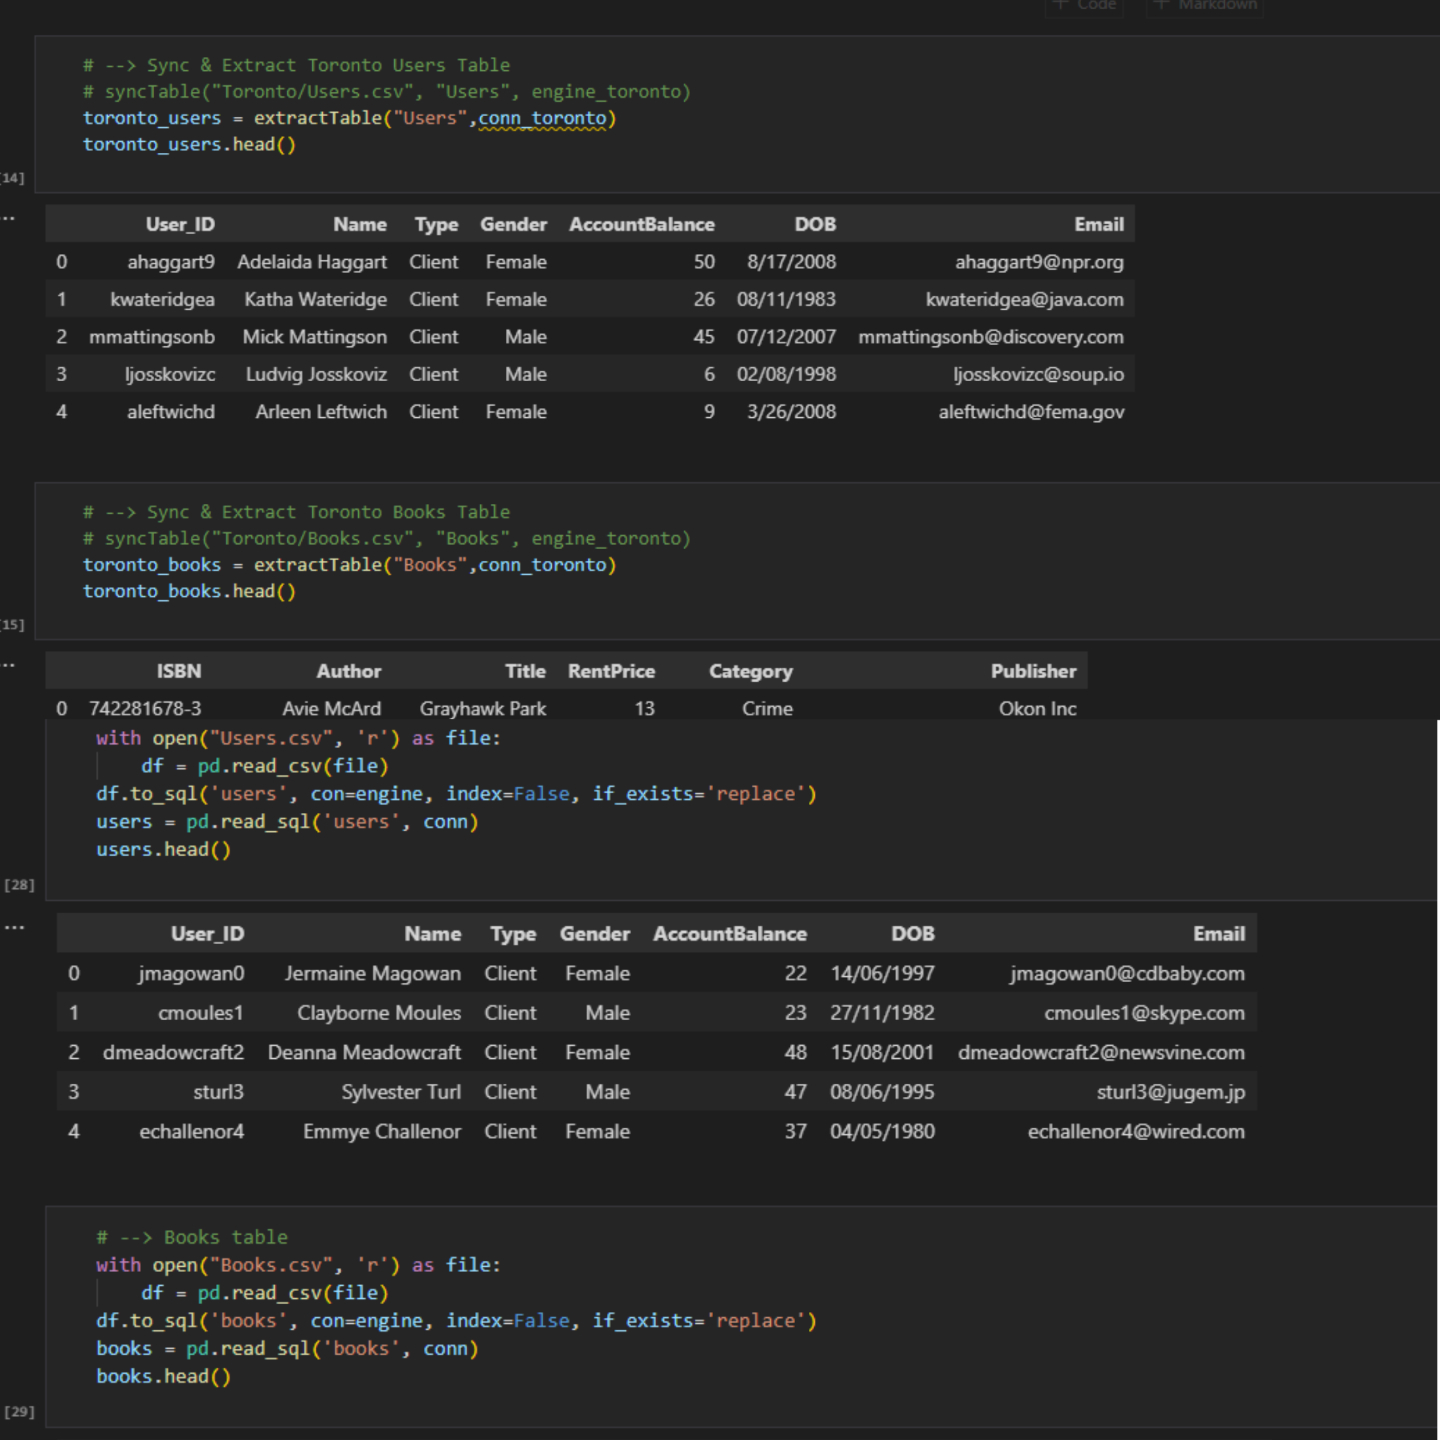 + Code + Markdown
# --> Sync & Extract Toronto Users Table
# syncTable("Toronto/Users.csv", "Users", engine_toronto)
toronto_users = extractTable("Users",conn_toronto)
toronto_users.head()
[14]
...
User_ID Name Type Gender AccountBalance DOB Email
0 ahaggart9 Adelaida Haggart Client Female 50 8/17/2008 ahaggart9@npr.org
1 kwateridgea Katha Wateridge Client Female 26 08/11/1983 kwateridgea@java.com
2 mmattingsonb Mick Mattingson Client Male 45 07/12/2007 mmattingsonb@discovery.com
3 ljosskovizc Ludvig Josskoviz Client Male 6 02/08/1998 ljosskovizc@soup.io
4 aleftwichd Arleen Leftwich Client Female 9 3/26/2008 aleftwichd@fema.gov
# --> Sync & Extract Toronto Books Table
# syncTable("Toronto/Books.csv", "Books", engine_toronto)
toronto_books = extractTable("Books",conn_toronto)
toronto_books.head()
[15]
...
ISBN Author Title RentPrice Category Publisher
0 742281678-3 Avie McArd Grayhawk Park 13 Crime Okon Inc
with open("Users.csv", 'r') as file:
df = pd.read_csv(file)
df.to_sql('users', con=engine, index=False, if_exists='replace')
users = pd.read_sql('users', conn)
users.head()
[28]
...
User_ID Name Type Gender AccountBalance DOB Email
0 jmagowan0 Jermaine Magowan Client Female 22 14/06/1997 jmagowan0@cdbaby.com
1 cmoules1 Clayborne Moules Client Male 23 27/11/1982 cmoules1@skype.com
2 dmeadowcraft2 Deanna Meadowcraft Client Female 48 15/08/2001 dmeadowcraft2@newsvine.com
3 sturl3 Sylvester Turl Client Male 47 08/06/1995 sturl3@jugem.jp
4 echallenor4 Emmye Challenor Client Female 37 04/05/1980 echallenor4@wired.com
# --> Books table
with open("Books.csv", 'r') as file:
df = pd.read_csv(file)
df.to_sql('books', con=engine, index=False, if_exists='replace')
books = pd.read_sql('books', conn)
books.head()
[29]